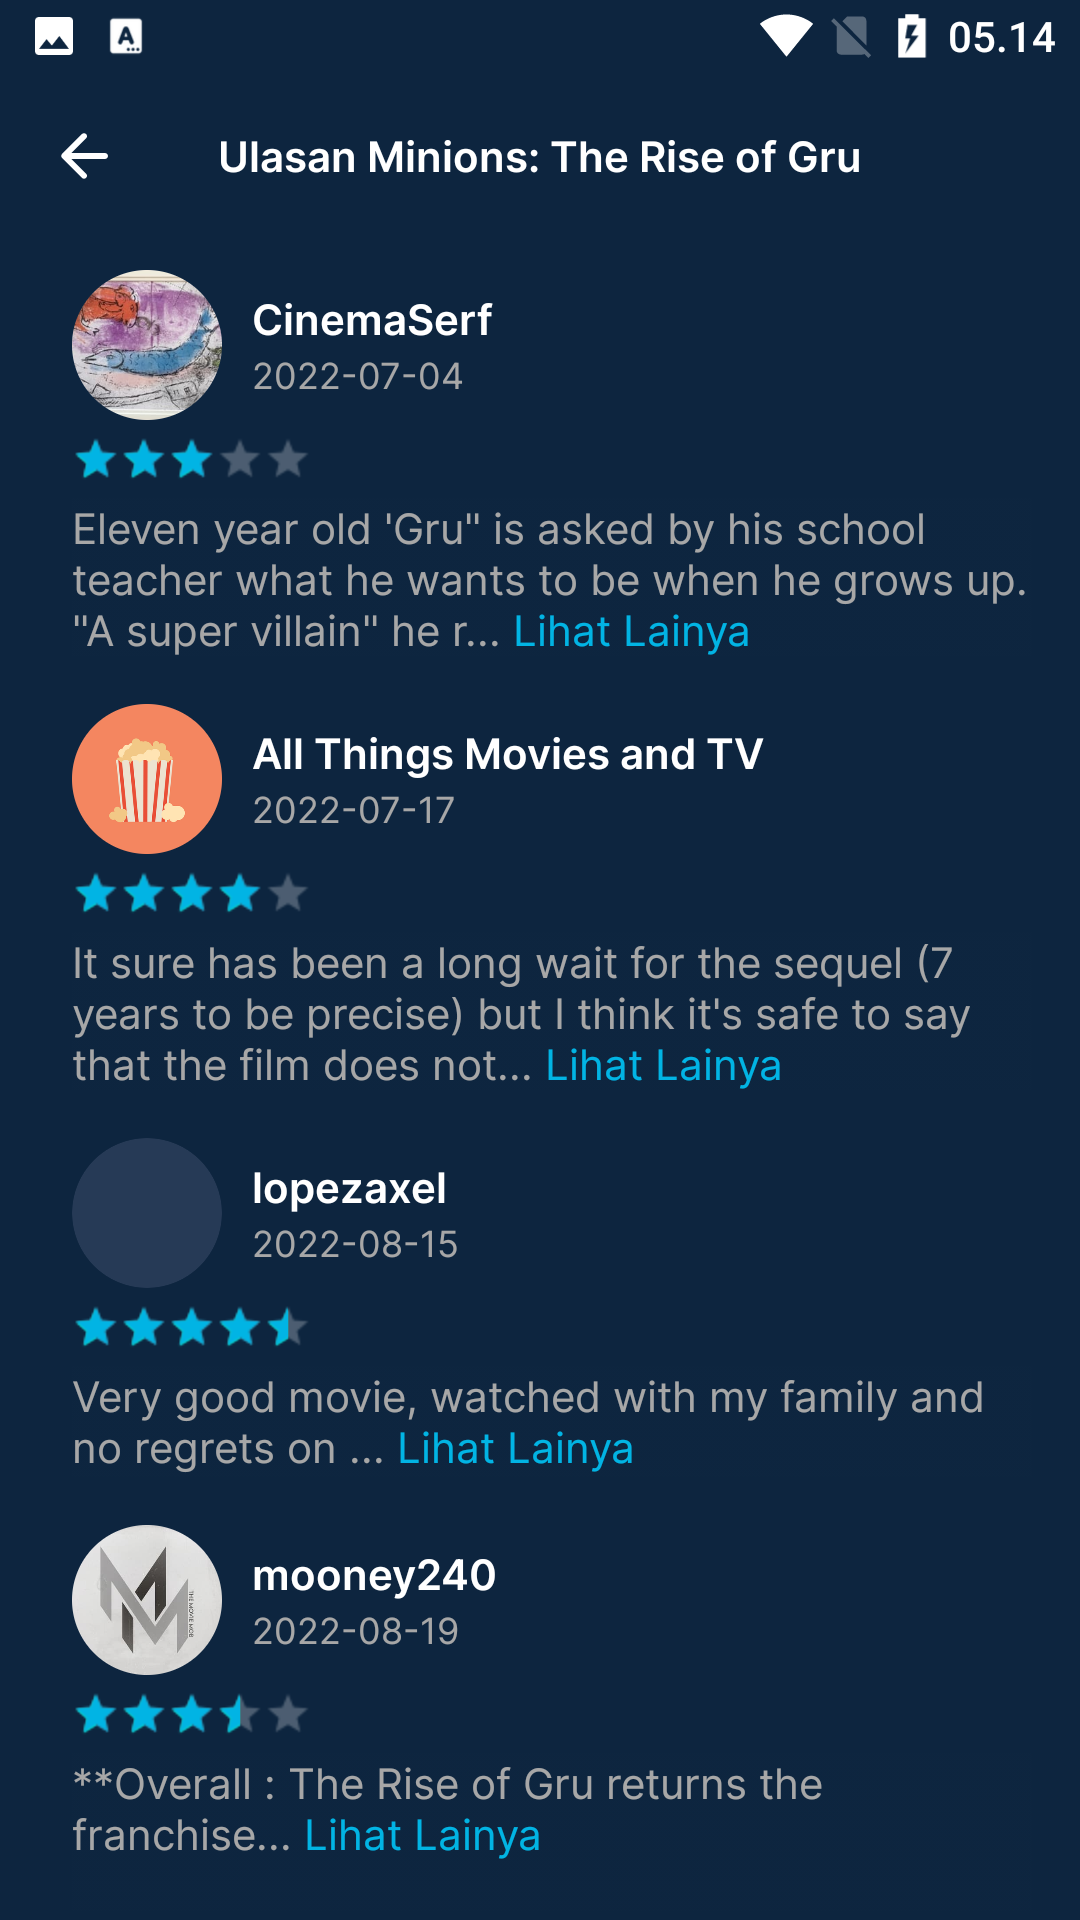 05.14
Ulasan Minions: The Rise of Gru
CinemaSerf
2022-07-04
Eleven year old 'Gru" is asked by his school
teacher what he wants to be when he grows up.
"A super villain" he r... Lihat Lainya
All Things Movies and TV
2022-07-17
It sure has been a long wait for the sequel (7
years to be precise) but I think it's safe to say
that the film does not... Lihat Lainya
lopezaxel
2022-08-15
Very good movie, watched with my family and
no regrets on ... Lihat Lainya
mooney240
2022-08-19
**Overall : The Rise of Gru returns the
franchise... Lihat Lainya